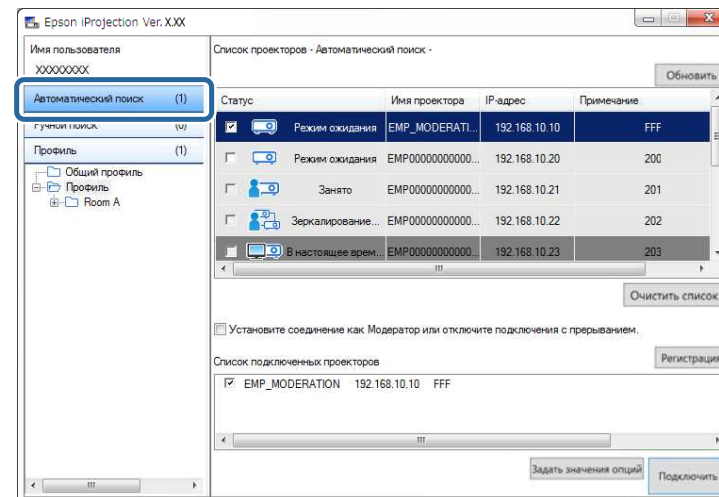 Epson iProjection Ver. X.XX
Имя пользователя
XXXXXXXX
Автоматический поиск (1)
Ручной поиск (0)
Профиль (1)
Общий профиль
Профиль
Room A
Список проекторов - Автоматический поиск -
Обновить
Статус Имя проектора IP-адрес Примечание
Режим ожидания EMP_MODERATI... 192.168.10.10 FFF
Режим ожидания EMP00000000000... 192.168.10.20 200
Занято EMP00000000000... 192.168.10.21 201
Зеркалирование... EMP00000000000... 192.168.10.22 202
В настоящее врем... EMP00000000000... 192.168.10.23 203
Очистить список
Установите соединение как Модератор или отключите подключения с прерыванием.
Список подключенных проекторов
Регистрация
EMP_MODERATION 192.168.10.10 FFF
Задать значения опций
Подключить